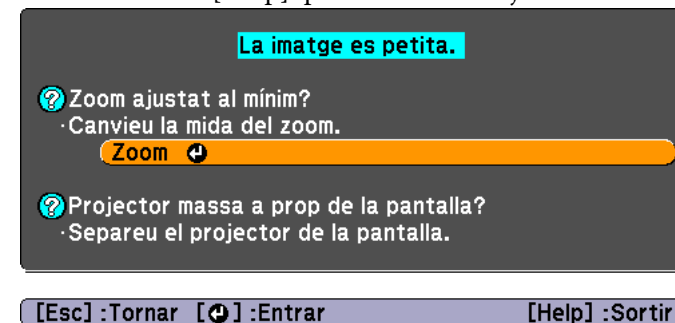 La imatge es petita.
Zoom ajustat al mínim?
·Canvieu la mida del zoom.
Zoom
Projector massa a prop de la pantalla?
·Separeu el projector de la pantalla.
[Esc] :Tornar [⏎] :Entrar [Help] :Sortir